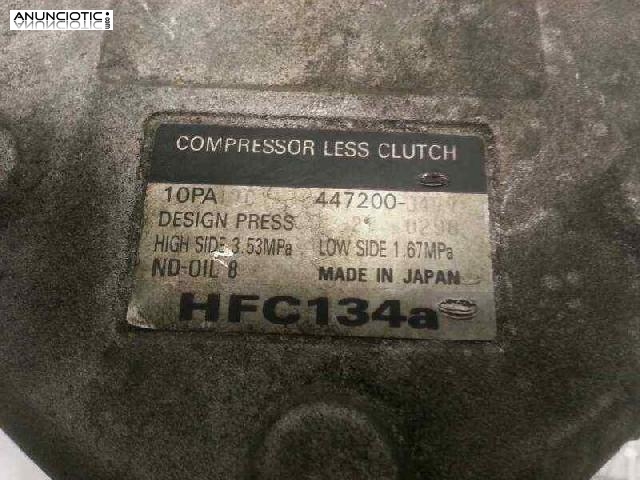 ANUNCIOTIC.com
COMPRESSOR LESS CLUTCH
10PA
447200-
DESIGN PRESS
HIGH SIDE 3.53MPa LOW SIDE 1.67MPa
ND-OIL 8 MADE IN JAPAN
HFC134a